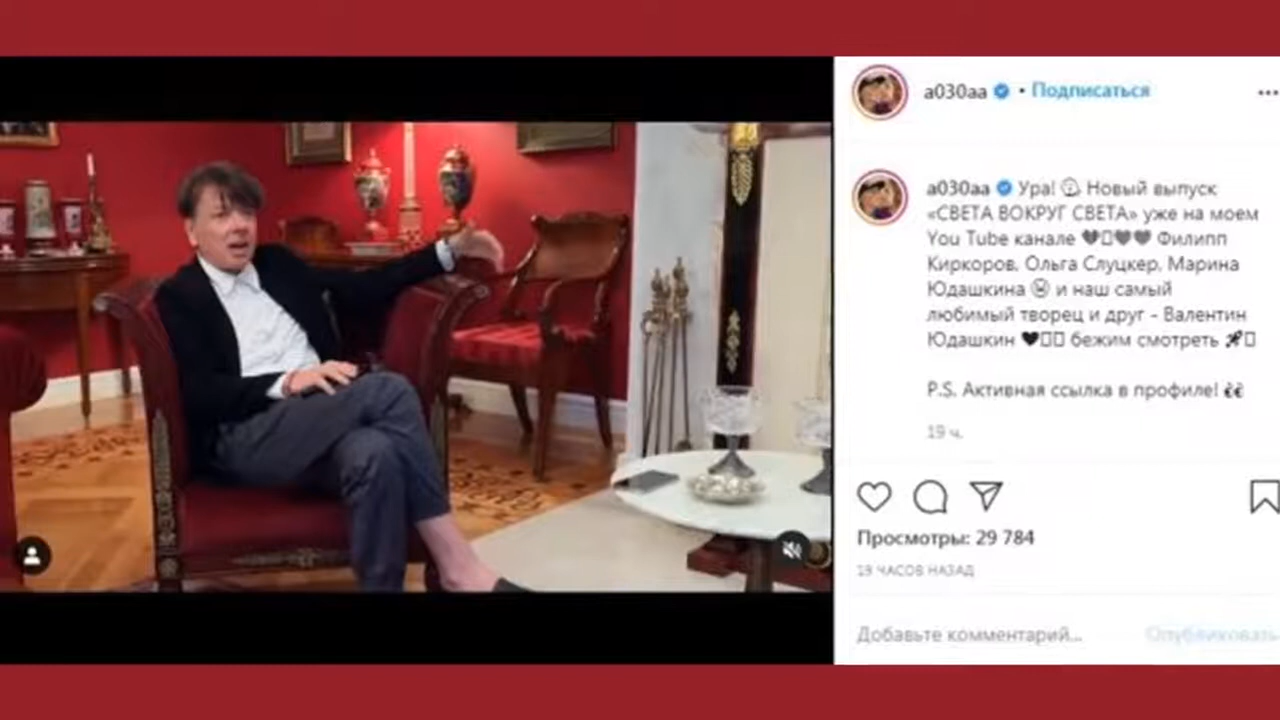 a030aa • Подписаться
a030aa Ура! Новый выпуск
«СВЕТА ВОКРУГ СВЕТА» уже на моем
You Tube канале Филипп
Киркоров, Ольга Слуцкер, Марина
Юдашкина и наш самый
любимый творец и друг - Валентин
Юдашкин бежим смотреть
P.S. Активная ссылка в профиле!
19 ч.
Просмотры: 29 784
19 ЧАСОВ НАЗАД
Добавьте комментарий... Опубликовать